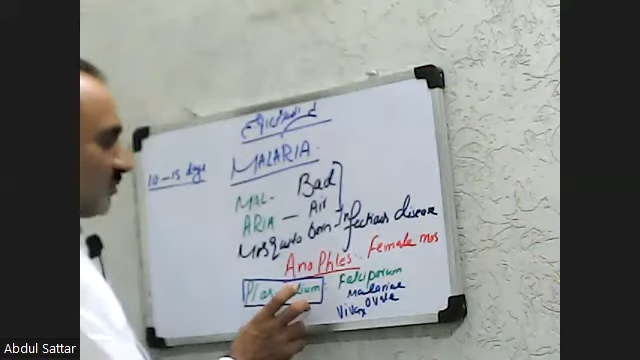 MALARIA
10-15 days
MAL- Bad
ARIA - Air
Mosquito born Infectious disease
Anophles. Female mos
Plasmodium: Falciparum
Malariae
Vivax Ovale
Abdul Sattar